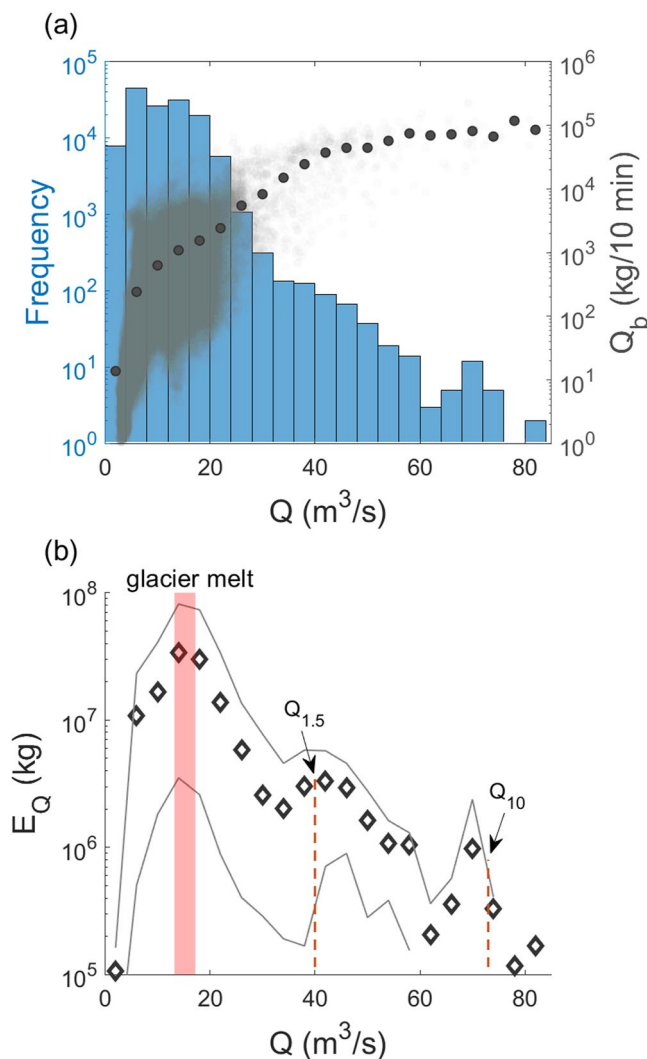 (a)
10^5
10^4
10^3
10^2
10^1
10^0
Frequency
10^6
10^5
10^4
10^3
10^2
10^1
10^0
Q_b (kg/10 min)
0 20 40 60 80
Q (m^3/s)
(b)
glacier melt
10^8
10^7
10^6
10^5
E_Q (kg)
Q_1.5
Q_10
0 20 40 60 80
Q (m^3/s)